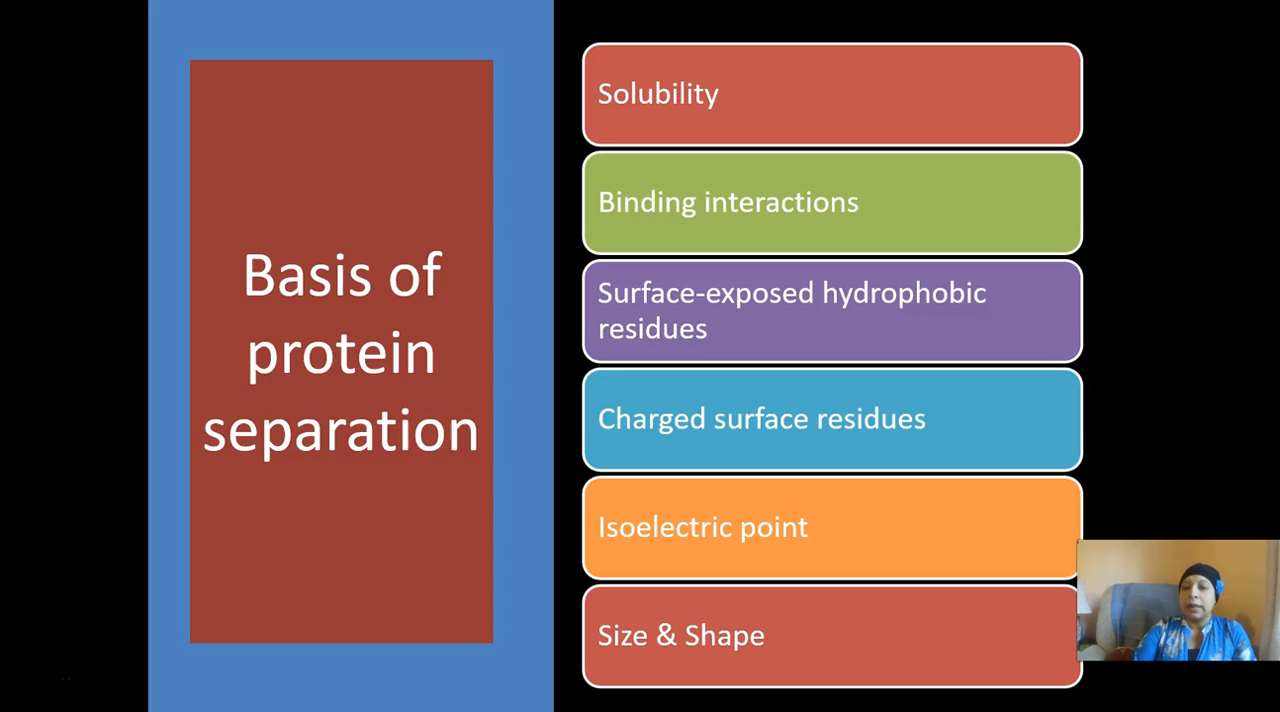 Basis of
protein
separation
Solubility
Binding interactions
Surface-exposed hydrophobic
residues
Charged surface residues
Isoelectric point
Size & Shape